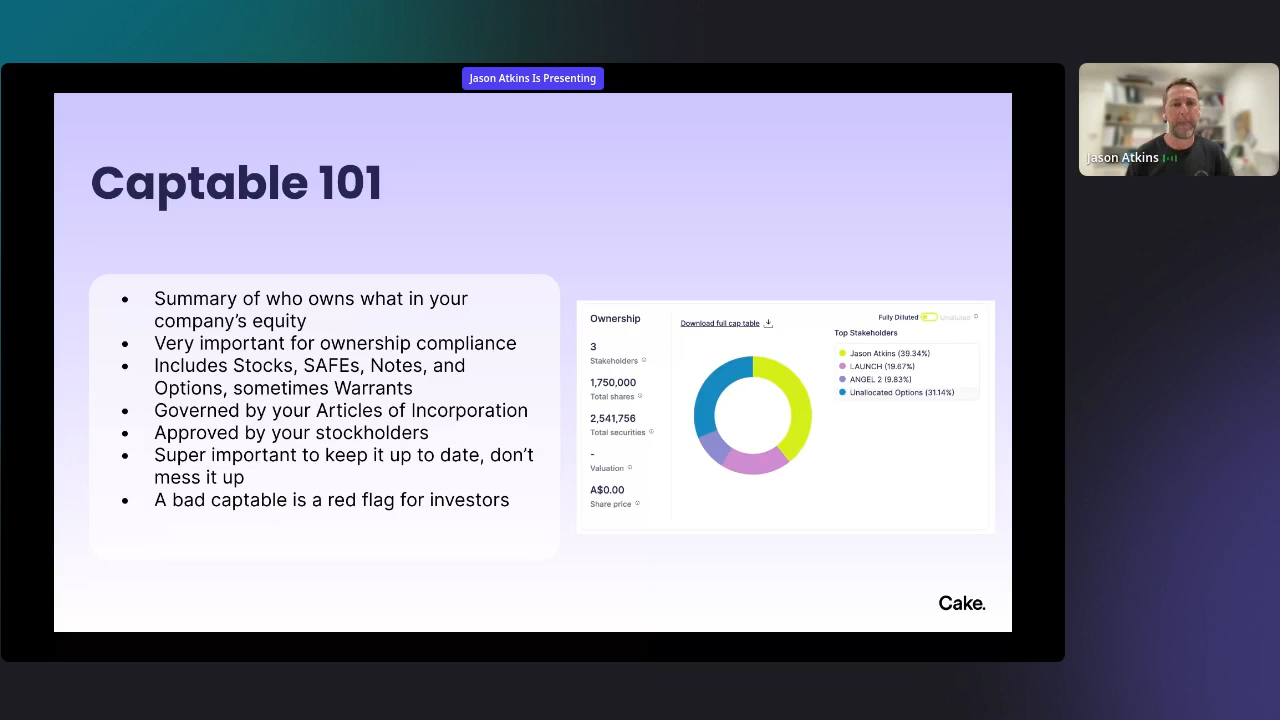 Jason Atkins Is Presenting
Jason Atkins
Captable 101
• Summary of who owns what in your
company’s equity
• Very important for ownership compliance
• Includes Stocks, SAFEs, Notes, and
Options, sometimes Warrants
• Governed by your Articles of Incorporation
• Approved by your stockholders
• Super important to keep it up to date, don’t
mess it up
• A bad captable is a red flag for investors
Ownership
3
Stakeholders
1,750,000
Total shares
2,541,756
Total securities
-
Valuation
A$0.00
Share price
Download full cap table
Fully Diluted Undiluted
Top Stakeholders
Jason Atkins (39.34%)
LAUNCH (19.67%)
ANGEL 2 (9.83%)
Unallocated Options (31.14%)
Cake.